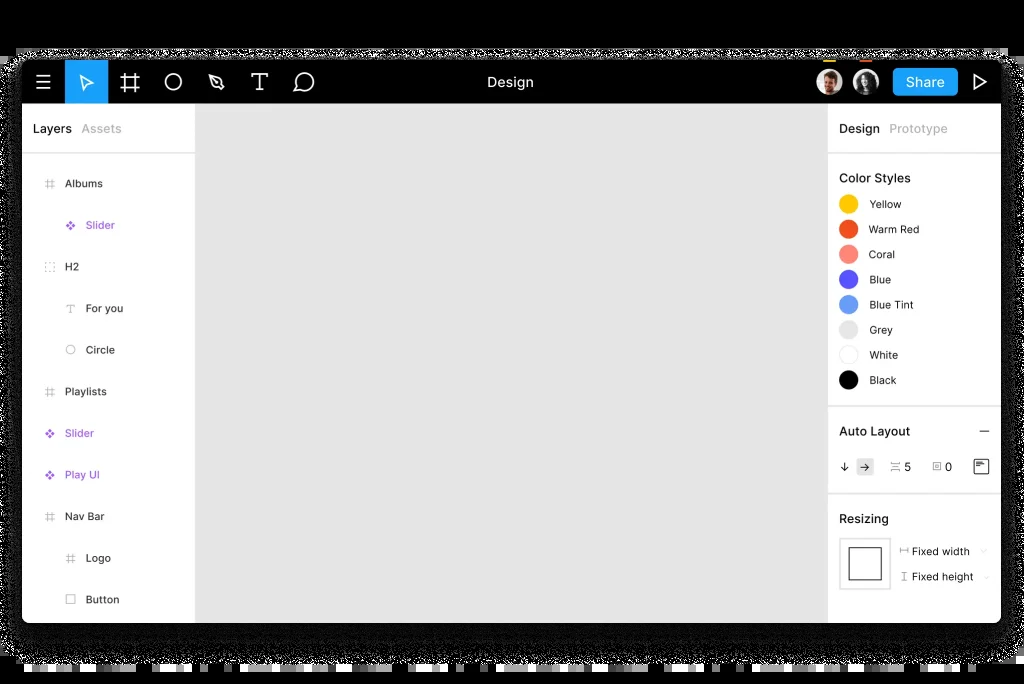 Design
Share
Layers Assets
Albums
Slider
H2
For you
Circle
Playlists
Slider
Play UI
Nav Bar
Logo
Button
Design Prototype
Color Styles
Yellow
Warm Red
Coral
Blue
Blue Tint
Grey
White
Black
Auto Layout
5 0
Resizing
Fixed width
Fixed height